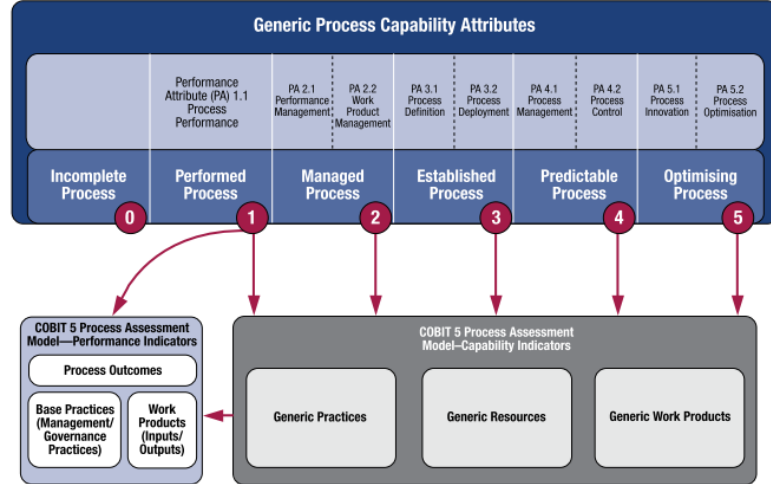 Generic Process Capability Attributes
Performance
Attribute (PA) 1.1
Process
Performance
PA 2.1
Performance
Management
PA 2.2
Work
Product
Management
PA 3.1
Process
Definition
PA 3.2
Process
Deployment
PA 4.1
Process
Management
PA 4.2
Process
Control
PA 5.1
Process
Innovation
PA 5.2
Process
Optimisation
Incomplete
Process
0
Performed
Process
1
Managed
Process
2
Established
Process
3
Predictable
Process
4
Optimising
Process
5
COBIT 5 Process Assessment
Model—Performance Indicators
Process Outcomes
Base Practices
(Management/
Governance
Practices)
Work
Products
(Inputs/
Outputs)
COBIT 5 Process Assessment
Model–Capability Indicators
Generic Practices
Generic Resources
Generic Work Products